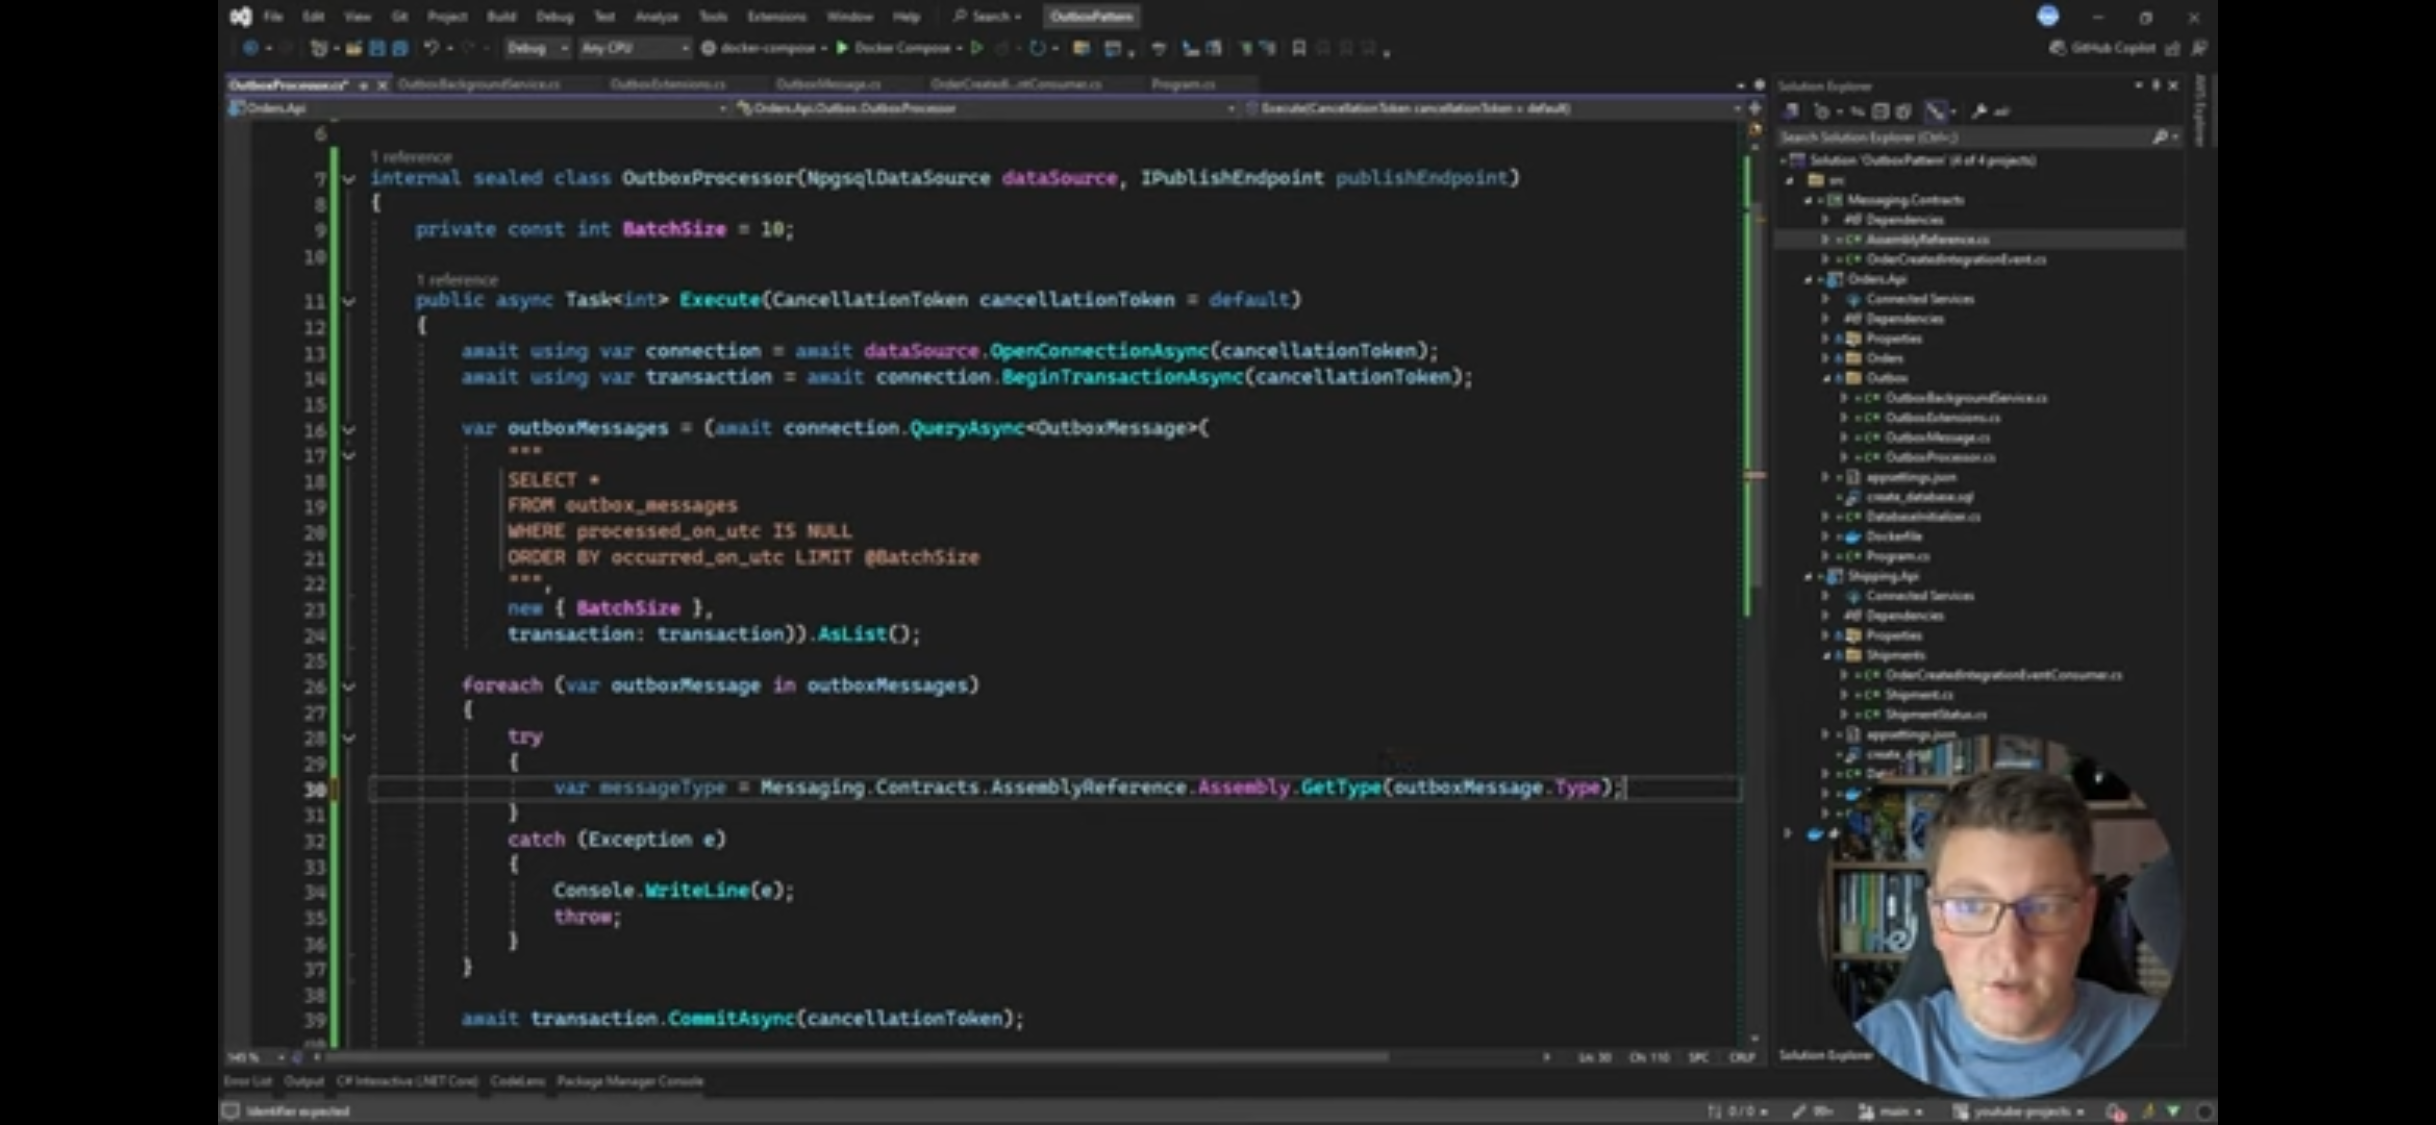 File Edit View Git Project Build Debug Test Analyze Tools Extensions Window Help Search OutboxPattern
Debug Any CPU docker-compose Docker Compose GitHub Copilot
OutboxProcessor.cs* OutboxBackgroundService.cs OutboxExtensions.cs OutboxMessage.cs OrderCreatedI...ntConsumer.cs Program.cs
Orders.Api Orders.Api.Outbox.OutboxProcessor Execute(CancellationToken cancellationToken = default)
6
1 reference
7 internal sealed class OutboxProcessor(NpgsqlDataSource dataSource, IPublishEndpoint publishEndpoint)
8 {
9 private const int BatchSize = 10;
10
1 reference
11 public async Task<int> Execute(CancellationToken cancellationToken = default)
12 {
13 await using var connection = await dataSource.OpenConnectionAsync(cancellationToken);
14 await using var transaction = await connection.BeginTransactionAsync(cancellationToken);
15
16 var outboxMessages = (await connection.QueryAsync<OutboxMessage>(
17 """
18 SELECT *
19 FROM outbox_messages
20 WHERE processed_on_utc IS NULL
21 ORDER BY occurred_on_utc LIMIT @BatchSize
22 """,
23 new { BatchSize },
24 transaction: transaction)).AsList();
25
26 foreach (var outboxMessage in outboxMessages)
27 {
28 try
29 {
30 var messageType = Messaging.Contracts.AssemblyReference.Assembly.GetType(outboxMessage.Type);
31 }
32 catch (Exception e)
33 {
34 Console.WriteLine(e);
35 throw;
36 }
37 }
38
39 await transaction.CommitAsync(cancellationToken);
145 % Ln: 30 Ch: 110 SPC CRLF
Error List Output C# Interactive (.NET Core) CodeLens Package Manager Console
Identifier expected
0 / 0 99+ main youtube-projects
Solution Explorer
Search Solution Explorer (Ctrl+;)
Solution 'OutboxPattern' (4 of 4 projects)
src
Messaging.Contracts
Dependencies
AssemblyReference.cs
OrderCreatedIntegrationEvent.cs
Orders.Api
Connected Services
Dependencies
Properties
Orders
Outbox
OutboxBackgroundService.cs
OutboxExtensions.cs
OutboxMessage.cs
OutboxProcessor.cs
appsettings.json
create_database.sql
DatabaseInitializer.cs
Dockerfile
Program.cs
Shipping.Api
Connected Services
Dependencies
Properties
Shipments
OrderCreatedIntegrationEventConsumer.cs
Shipment.cs
ShipmentStatus.cs
appsettings.json
Solution Explorer